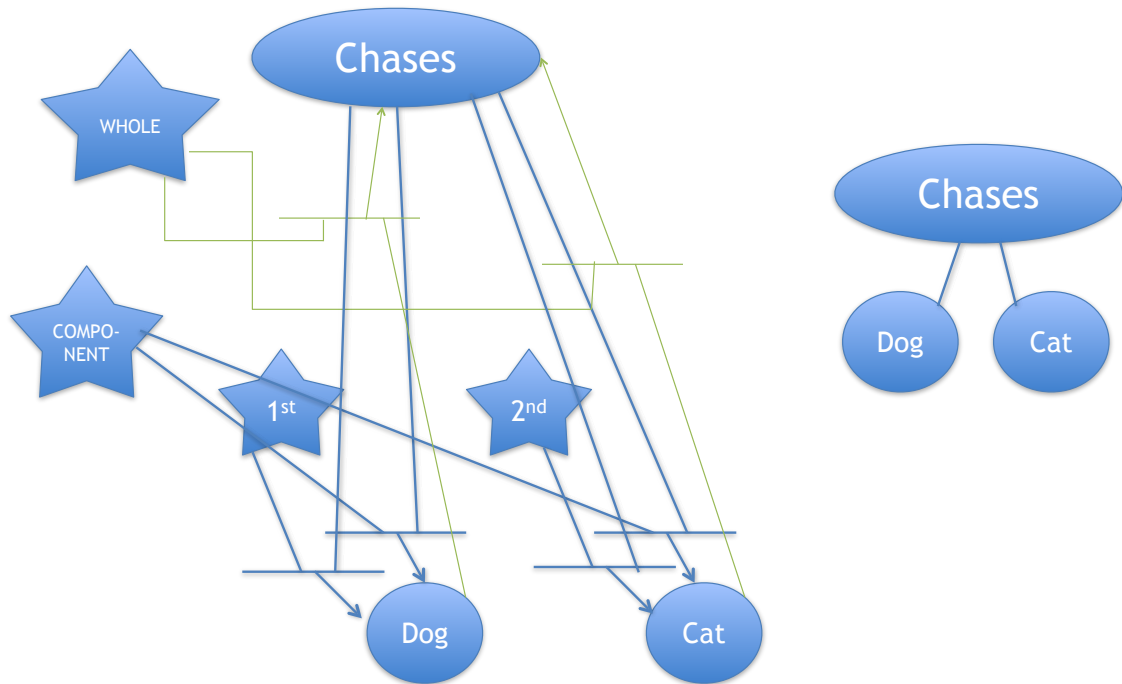 Chases
WHOLE
Chases
COMPO-
NENT
Dog
Cat
1st
2nd
Dog
Cat